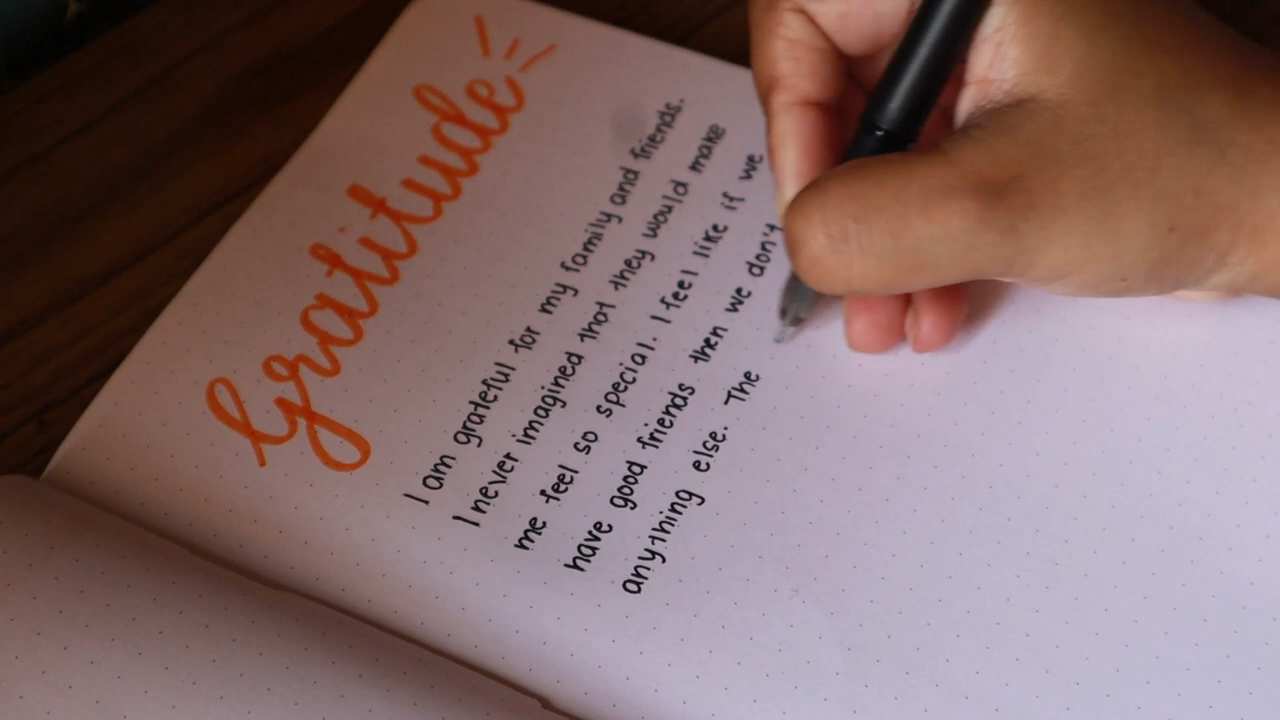 Gratitude
I am grateful for my family and friends.
I never imagined that they would make
me feel so special. I feel like if we
have good friends then we don't
anything else. The